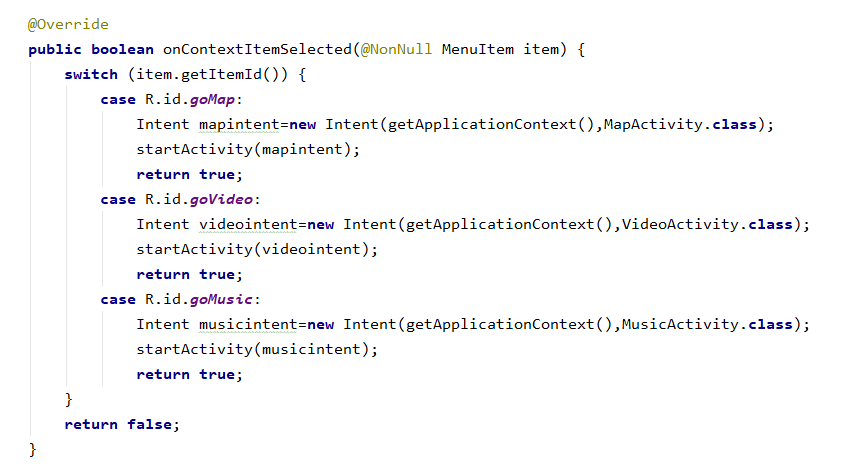 @Override
public boolean onContextItemSelected(@NonNull MenuItem item) {
    switch (item.getItemId()) {
        case R.id.goMap:
            Intent mapintent=new Intent(getApplicationContext(),MapActivity.class);
            startActivity(mapintent);
            return true;
        case R.id.goVideo:
            Intent videointent=new Intent(getApplicationContext(),VideoActivity.class);
            startActivity(videointent);
            return true;
        case R.id.goMusic:
            Intent musicintent=new Intent(getApplicationContext(),MusicActivity.class);
            startActivity(musicintent);
            return true;
    }
    return false;
}